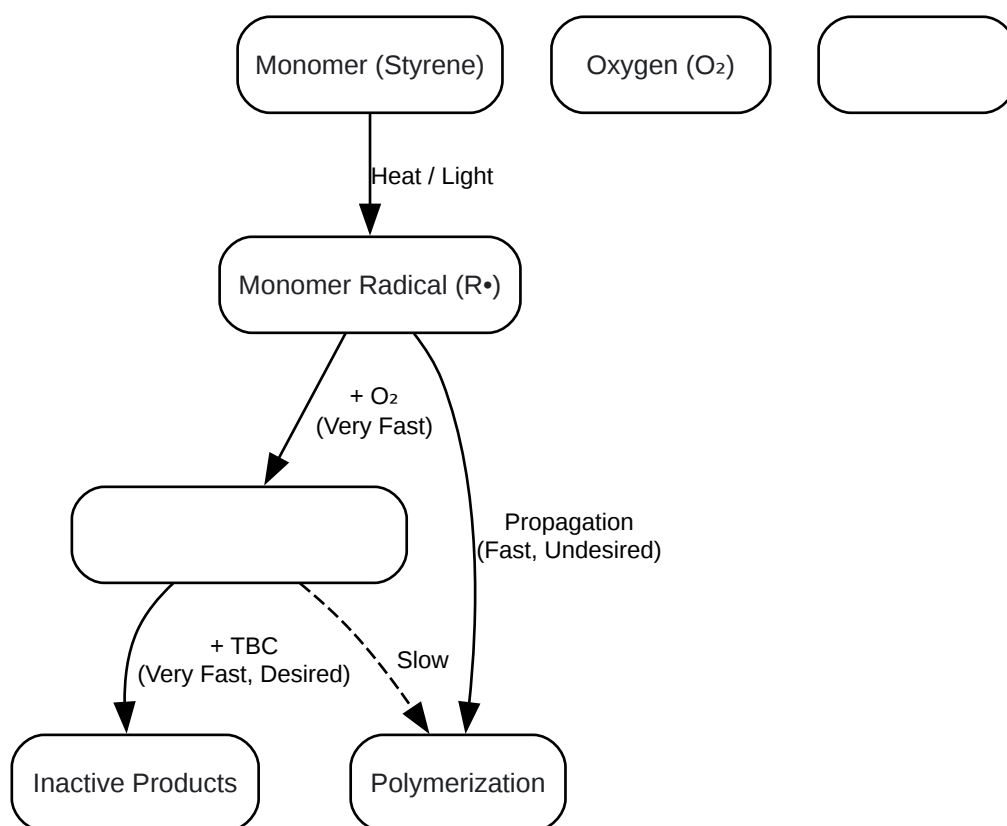 Monomer (Styrene)
Oxygen (O₂)
Heat / Light
Monomer Radical (R•)
+ O₂
(Very Fast)
Propagation
(Fast, Undesired)
+ TBC
(Very Fast, Desired)
Slow
Inactive Products
Polymerization